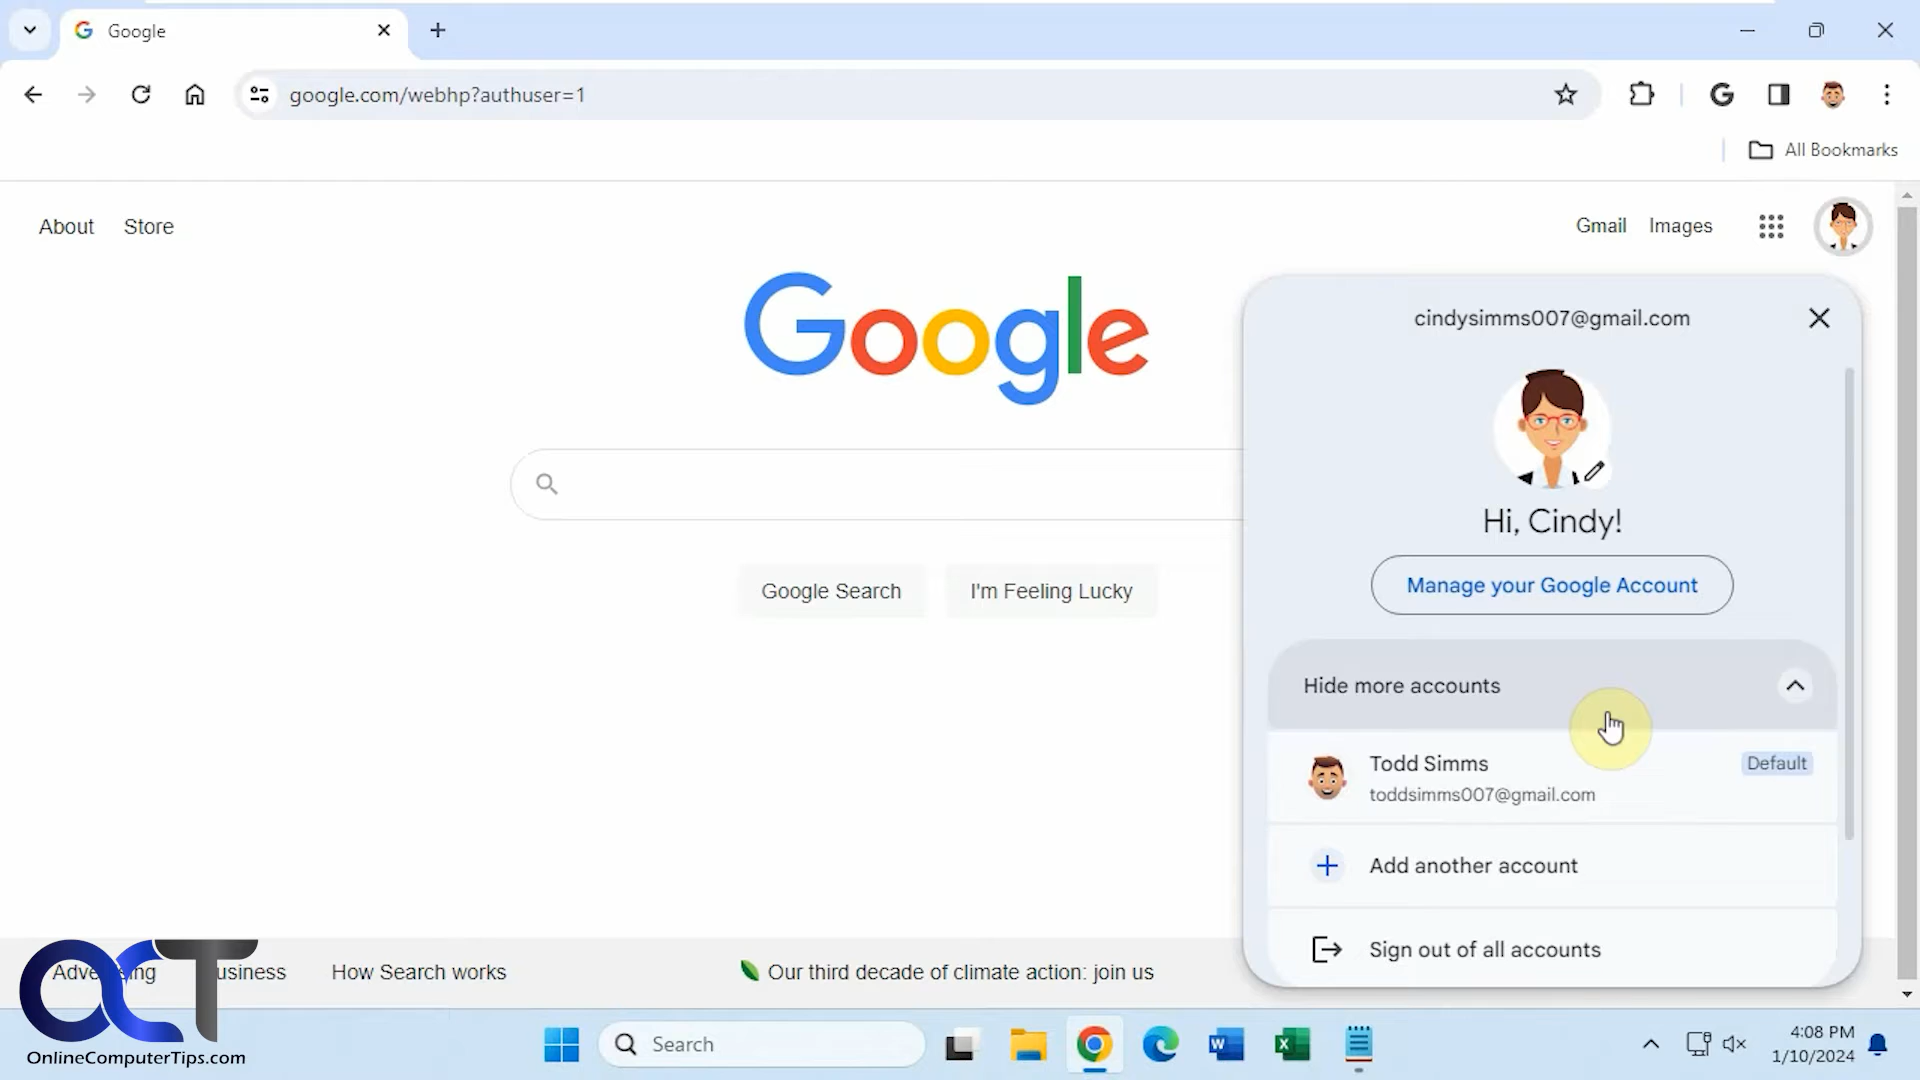 Google
google.com/webhp?authuser=1
All Bookmarks
About Store
Gmail Images
Google
cindysimms007@gmail.com
Hi, Cindy!
Manage your Google Account
Google Search I'm Feeling Lucky
Hide more accounts
Todd Simms Default
toddsimms007@gmail.com
Add another account
Sign out of all accounts
How Search works
Our third decade of climate action: join us
OCT
OnlineComputerTips.com
Search
4:08 PM
1/10/2024